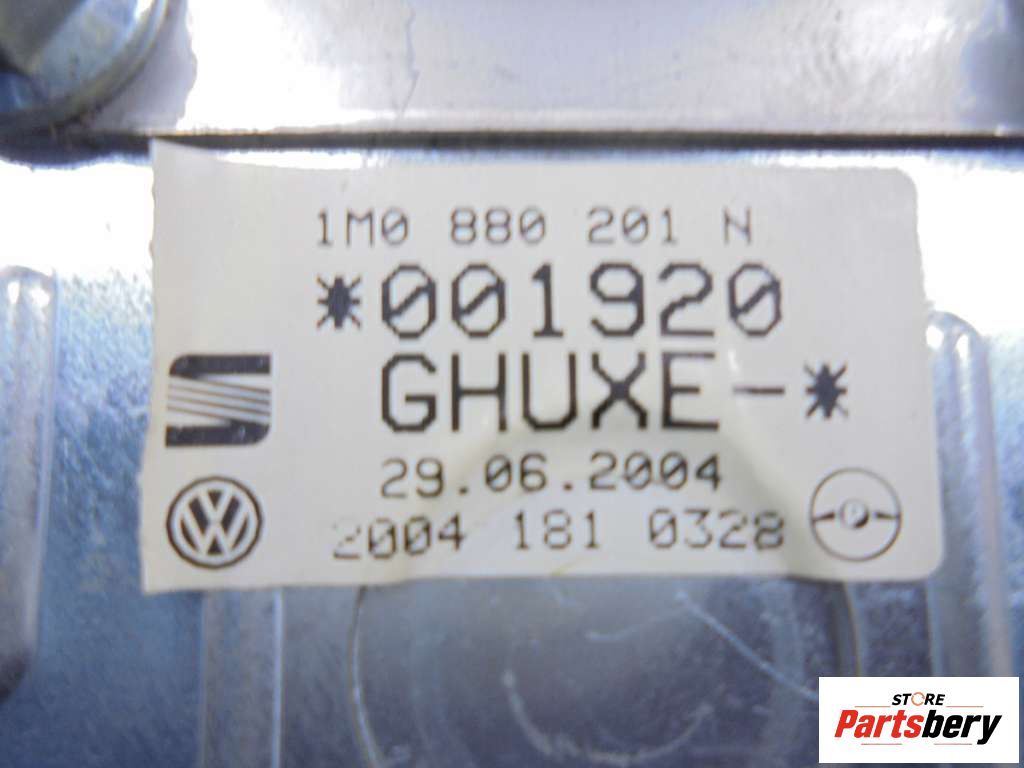 1M0 880 201 N
*001920
GHUXE-*
29.06.2004
2004 181 0328
STORE
Partsbery